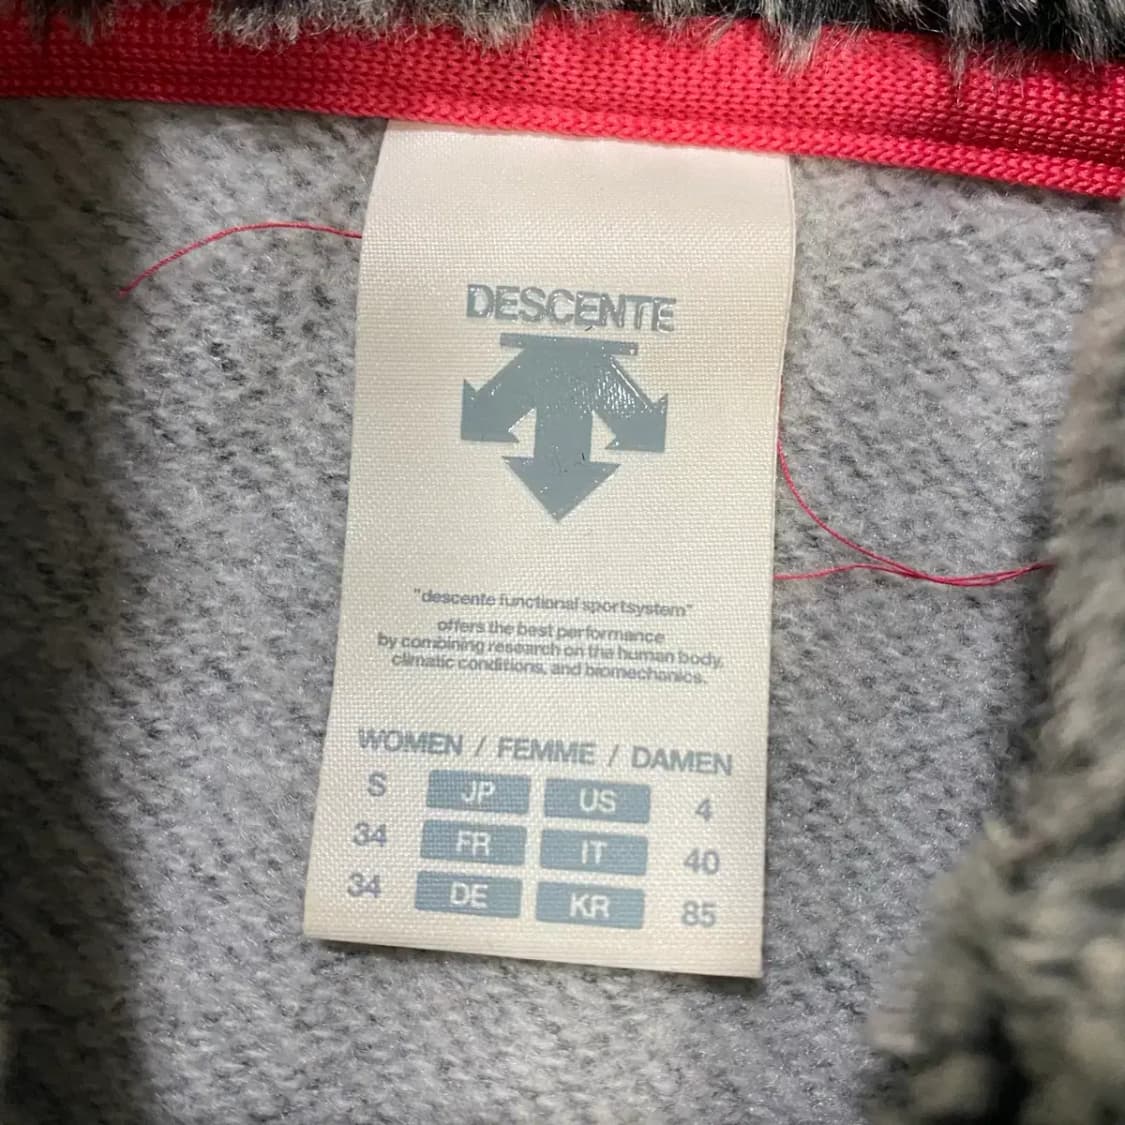 DESCENTE
"descente functional sportsystem"
offers the best performance
by combining research on the human body,
climatic conditions, and biomechanics.
WOMEN / FEMME / DAMEN
S JP US 4
34 FR IT 40
34 DE KR 85